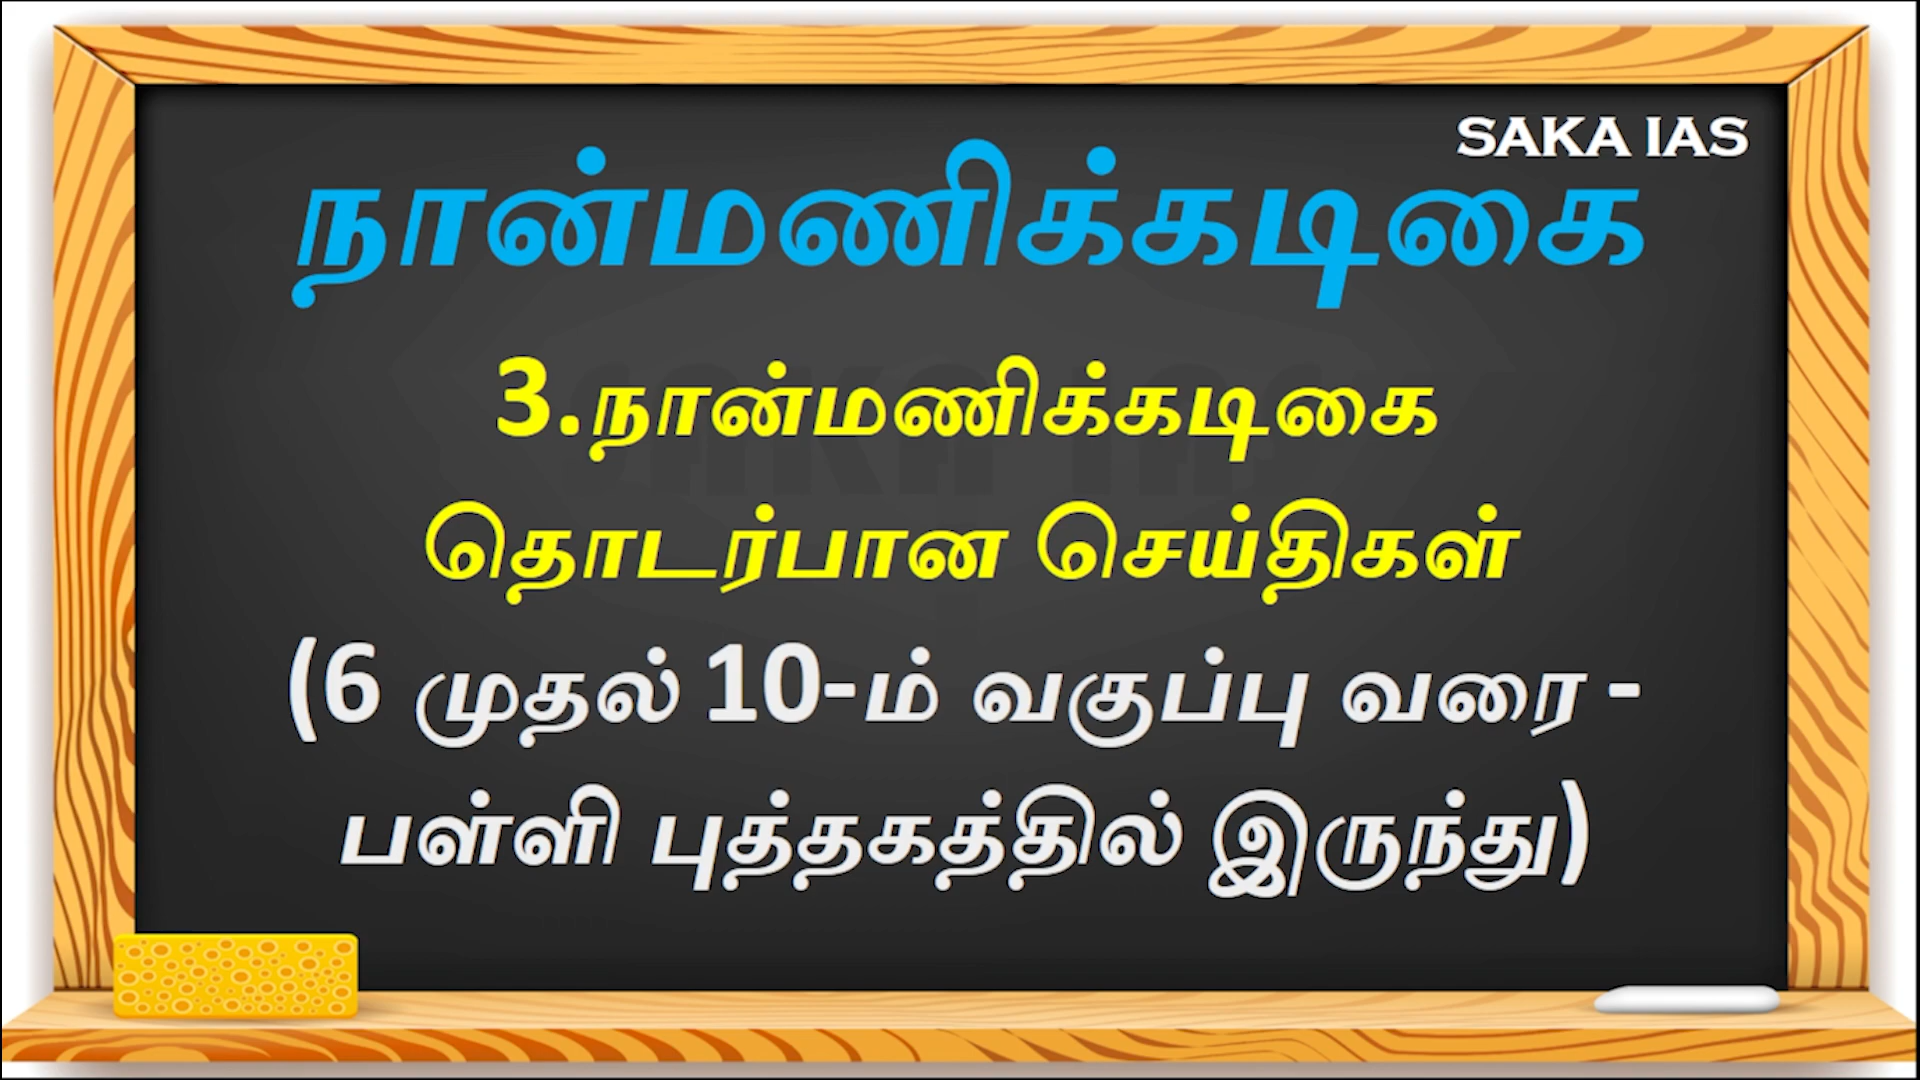 SAKA IAS
நான்மணிக்கடிகை
3.நான்மணிக்கடிகை
தொடர்பான செய்திகள்
(6 முதல் 10-ம் வகுப்பு வரை -
பள்ளி புத்தகத்தில் இருந்து)